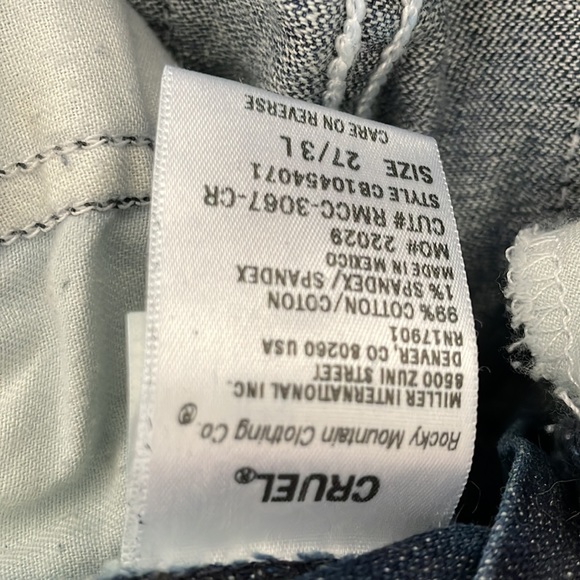 CRUEL®
Rocky Mountain Clothing Co.®
MILLER INTERNATIONAL INC.
8500 ZUNI STREET
DENVER, CO 80260 USA
RN17901
99% COTTON/COTON
1% SPANDEX/SPANDEX
MADE IN MEXICO
MO# 22029
CUT# RMCC-3067-CR
STYLE CB10454071
SIZE 27/3 L
CARE ON REVERSE